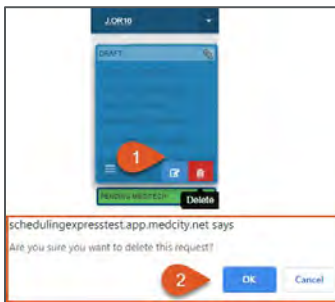 J.OR10
DRAFT
1
Delete
PENDING MEDITECH
schedulingexpresstest.app.medcity.net says
Are you sure you want to delete this request?
2
OK
Cancel